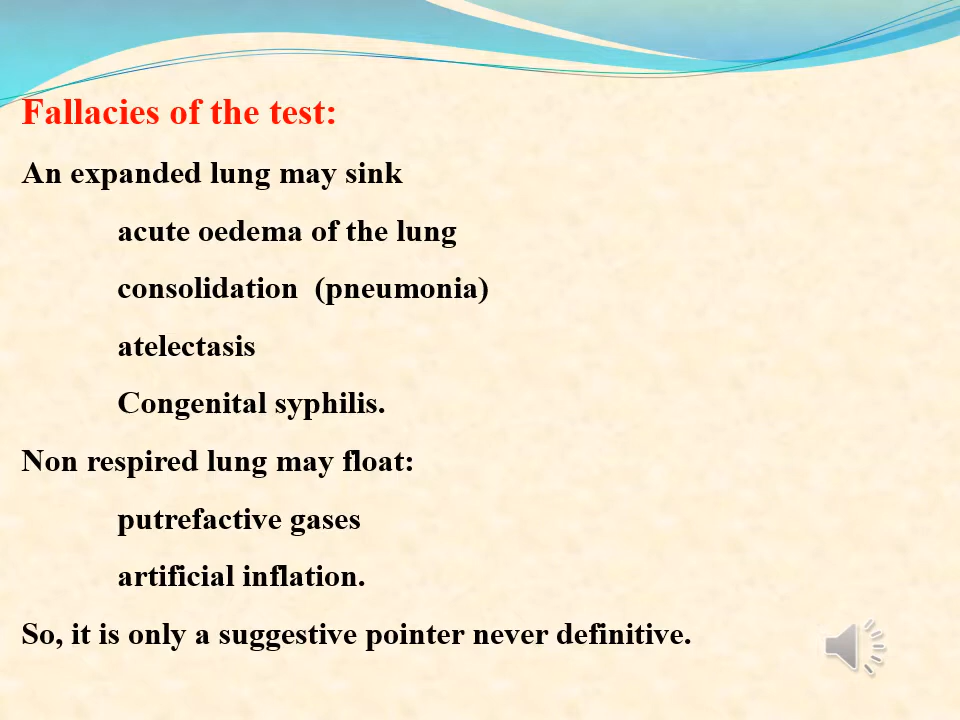 Fallacies of the test:
An expanded lung may sink
acute oedema of the lung
consolidation  (pneumonia)
atelectasis
Congenital syphilis.
Non respired lung may float:
putrefactive gases
artificial inflation.
So, it is only a suggestive pointer never definitive.